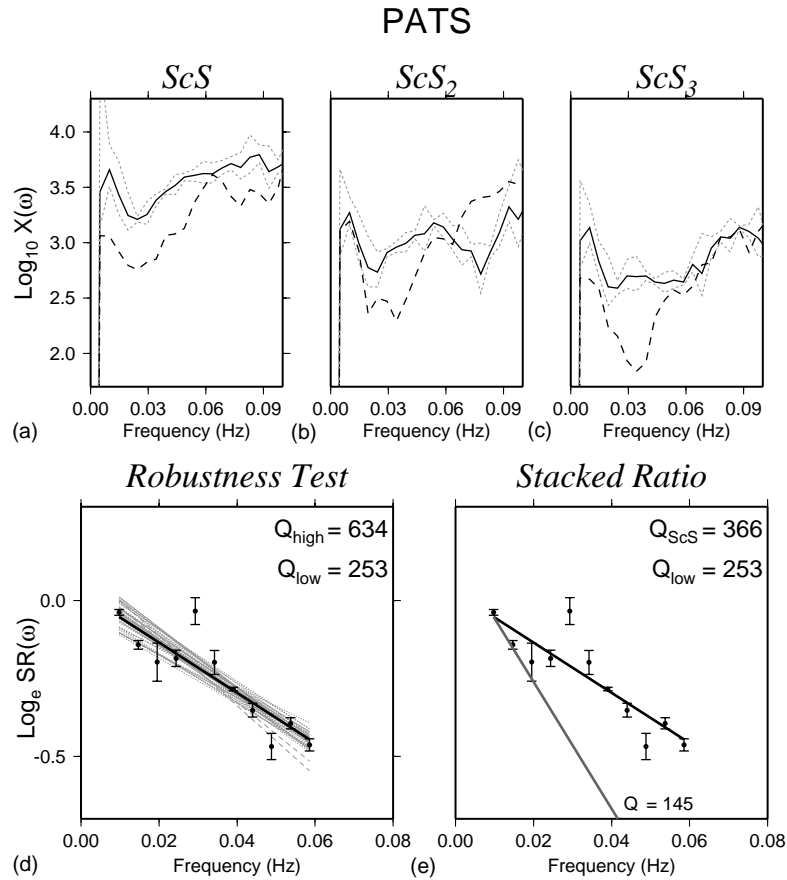 PATS
ScS ScS2 ScS3
Log10 X(ω)
4.0
3.5
3.0
2.5
2.0
0.00 0.03 0.06 0.09 0.00 0.03 0.06 0.09 0.00 0.03 0.06 0.09
(a) Frequency (Hz) (b) Frequency (Hz) (c) Frequency (Hz)
Robustness Test Stacked Ratio
Qhigh = 634 QScS = 366
Qlow = 253 Qlow = 253
Loge SR(ω)
0.0
-0.5
Q = 145
0.00 0.02 0.04 0.06 0.08 0.00 0.02 0.04 0.06 0.08
(d) Frequency (Hz) (e) Frequency (Hz)